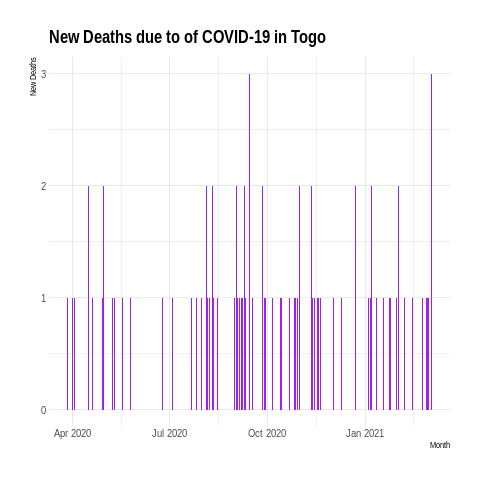 New Deaths due to of COVID-19 in Togo
New Deaths
3
2
1
0
Apr 2020 Jul 2020 Oct 2020 Jan 2021
Month